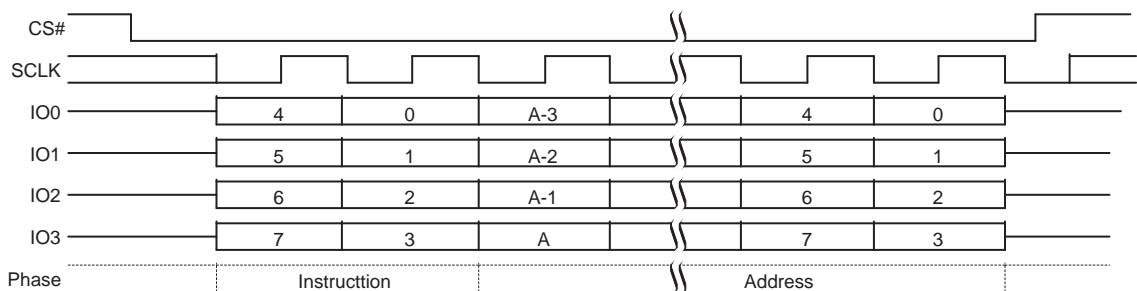 CS#
SCLK
IO0 4 0 A-3 4 0
IO1 5 1 A-2 5 1
IO2 6 2 A-1 6 2
IO3 7 3 A 7 3
Phase Instructtion Address